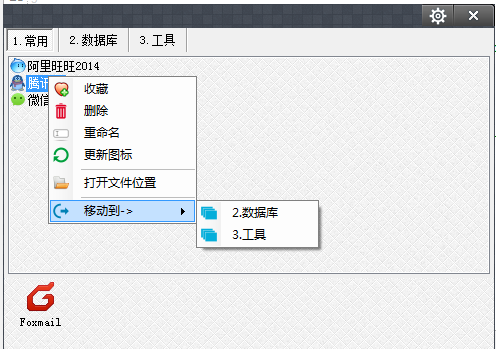 1.常用 2.数据库 3.工具
阿里旺旺2014
腾讯
微信
收藏
删除
重命名
更新图标
打开文件位置
移动到->
2.数据库
3.工具
Foxmail